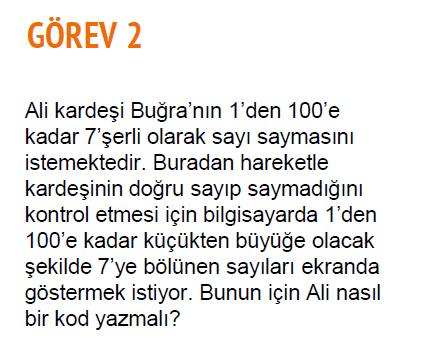 GÖREV 2
Ali kardeşi Buğra’nın 1’den 100’e
kadar 7’şerli olarak sayı saymasını
istemektedir. Buradan hareketle
kardeşinin doğru sayıp saymadığını
kontrol etmesi için bilgisayarda 1’den
100’e kadar küçükten büyüğe olacak
şekilde 7’ye bölünen sayıları ekranda
göstermek istiyor. Bunun için Ali nasıl
bir kod yazmalı?